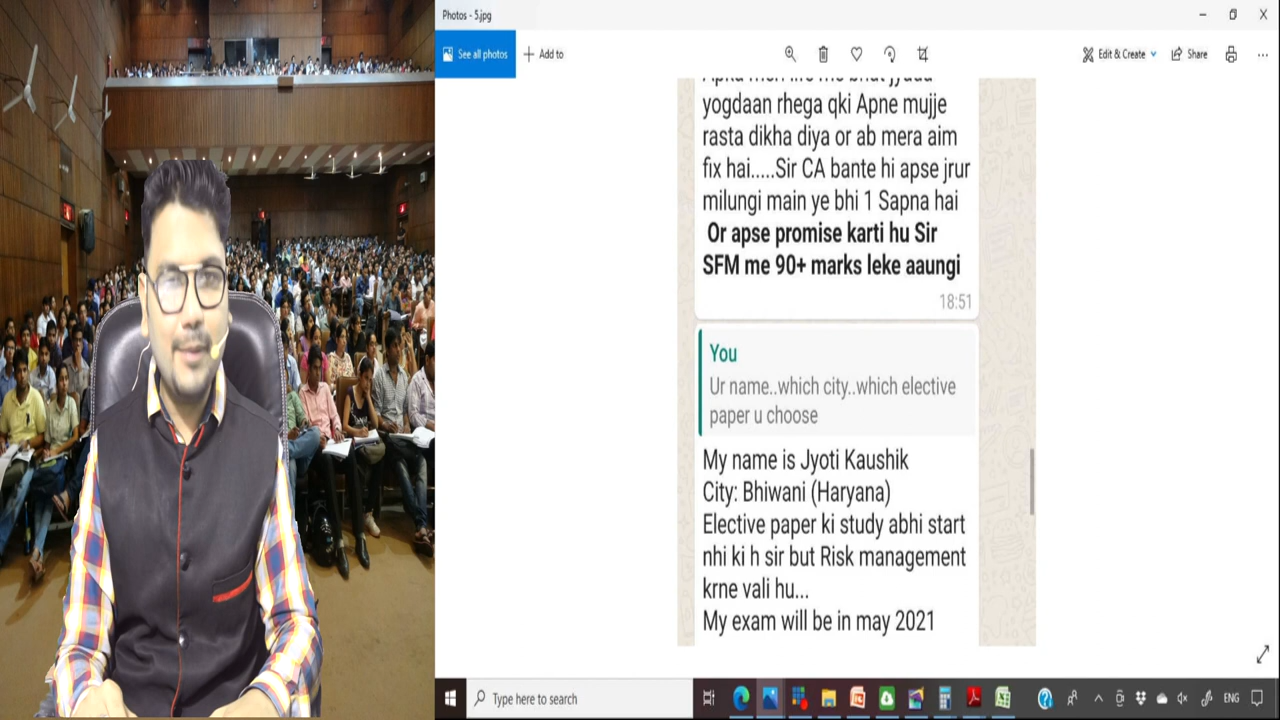 Photos - 5.jpg
See all photos
Add to
Edit & Create
Share
yogdaan rhega qki Apne mujje
rasta dikha diya or ab mera aim
fix hai.....Sir CA bante hi apse jrur
milungi main ye bhi 1 Sapna hai
Or apse promise karti hu Sir
SFM me 90+ marks leke aaungi
18:51
You
Ur name..which city..which elective
paper u choose
My name is Jyoti Kaushik
City: Bhiwani (Haryana)
Elective paper ki study abhi start
nhi ki h sir but Risk management
krne vali hu...
My exam will be in may 2021
Type here to search
ENG